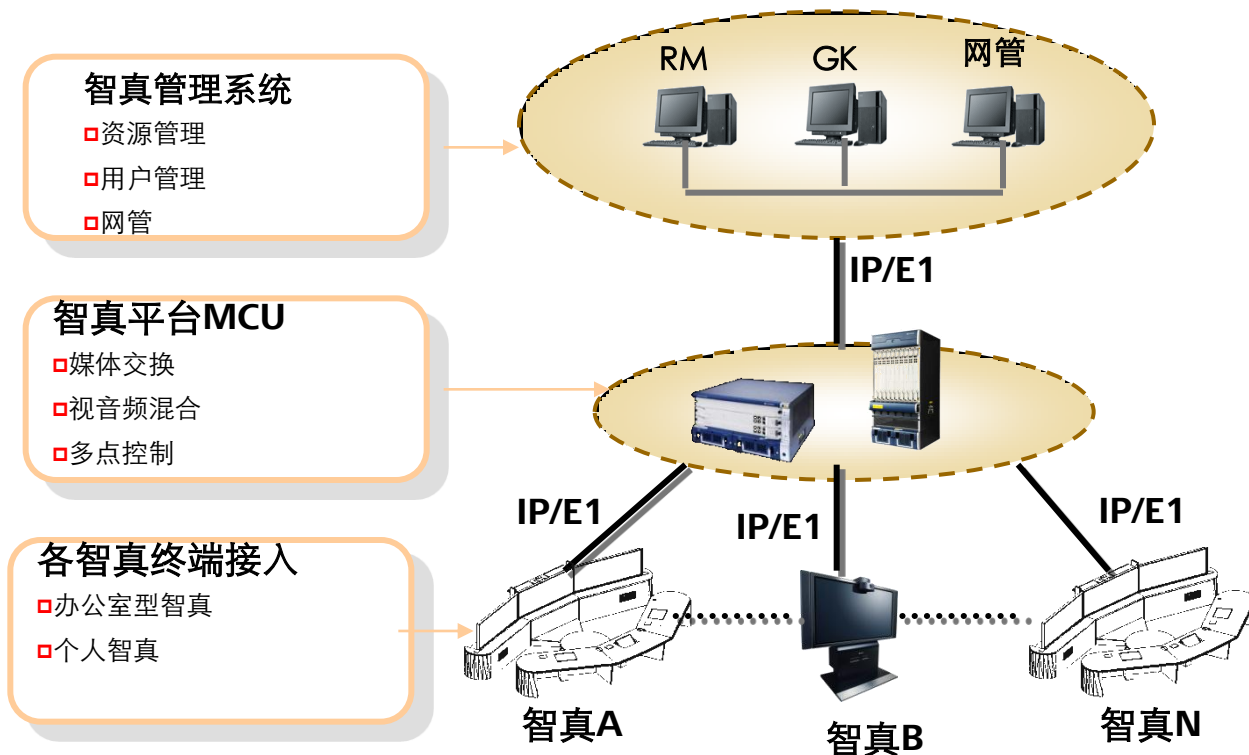 智真管理系统
资源管理
用户管理
网管
RM
GK
网管
IP/E1
智真平台MCU
媒体交换
视音频混合
多点控制
IP/E1
IP/E1
IP/E1
各智真终端接入
办公室型智真
个人智真
智真A
智真B
智真N